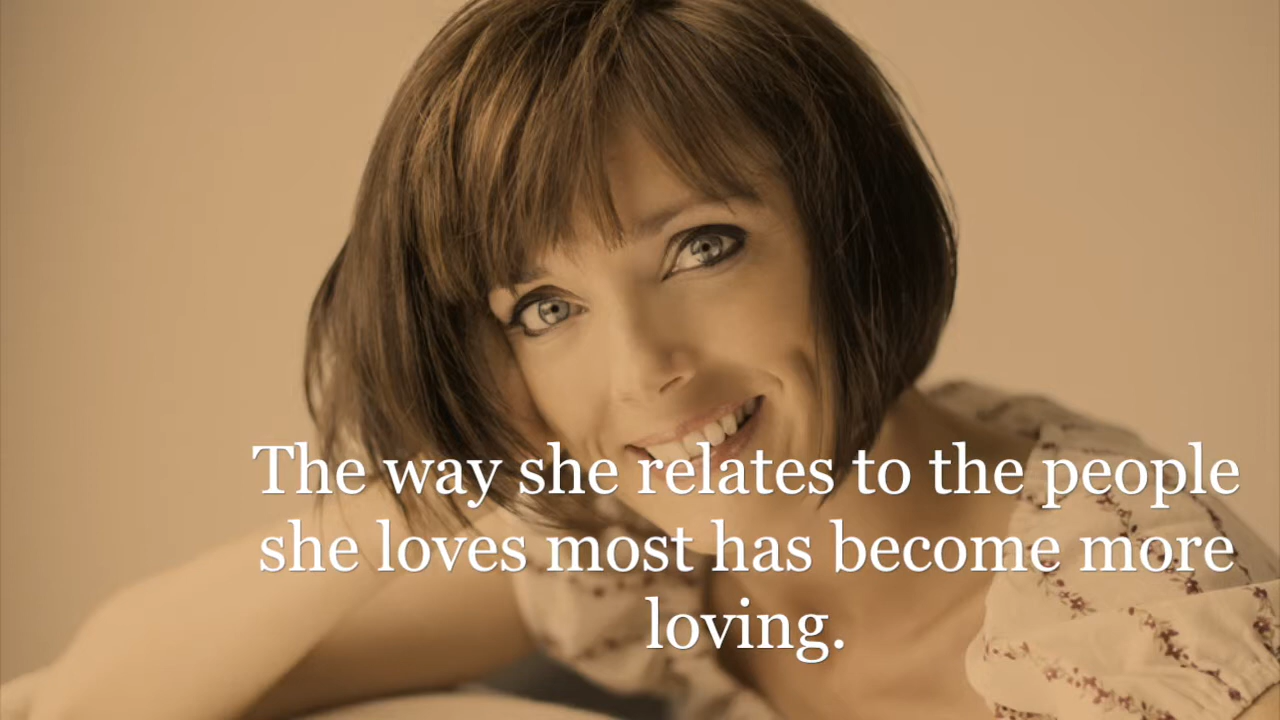 The way she relates to the people
she loves most has become more
loving.